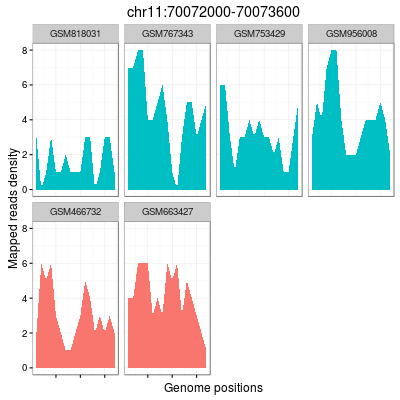 chr11:70072000-70073600
GSM818031 GSM767343 GSM753429 GSM956008
8
6
4
2
0
Mapped reads density
GSM466732 GSM663427
8
6
4
2
0
Genome positions